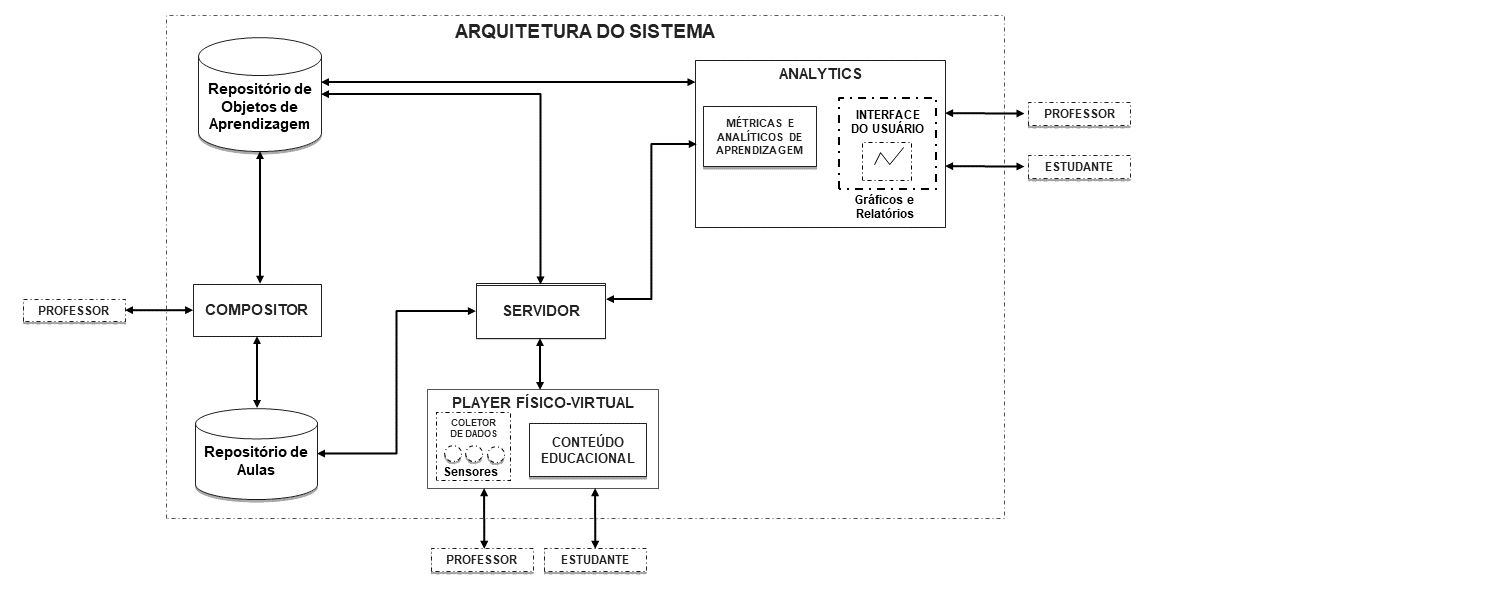 ARQUITETURA DO SISTEMA
Repositório de
Objetos de
Aprendizagem
ANALYTICS
MÉTRICAS E
ANALÍTICOS DE
APRENDIZAGEM
INTERFACE
DO USUÁRIO
Gráficos e
Relatórios
PROFESSOR
ESTUDANTE
PROFESSOR
COMPOSITOR
SERVIDOR
Repositório de
Aulas
PLAYER FÍSICO-VIRTUAL
COLETOR
DE DADOS
Sensores
CONTEÚDO
EDUCACIONAL
PROFESSOR
ESTUDANTE